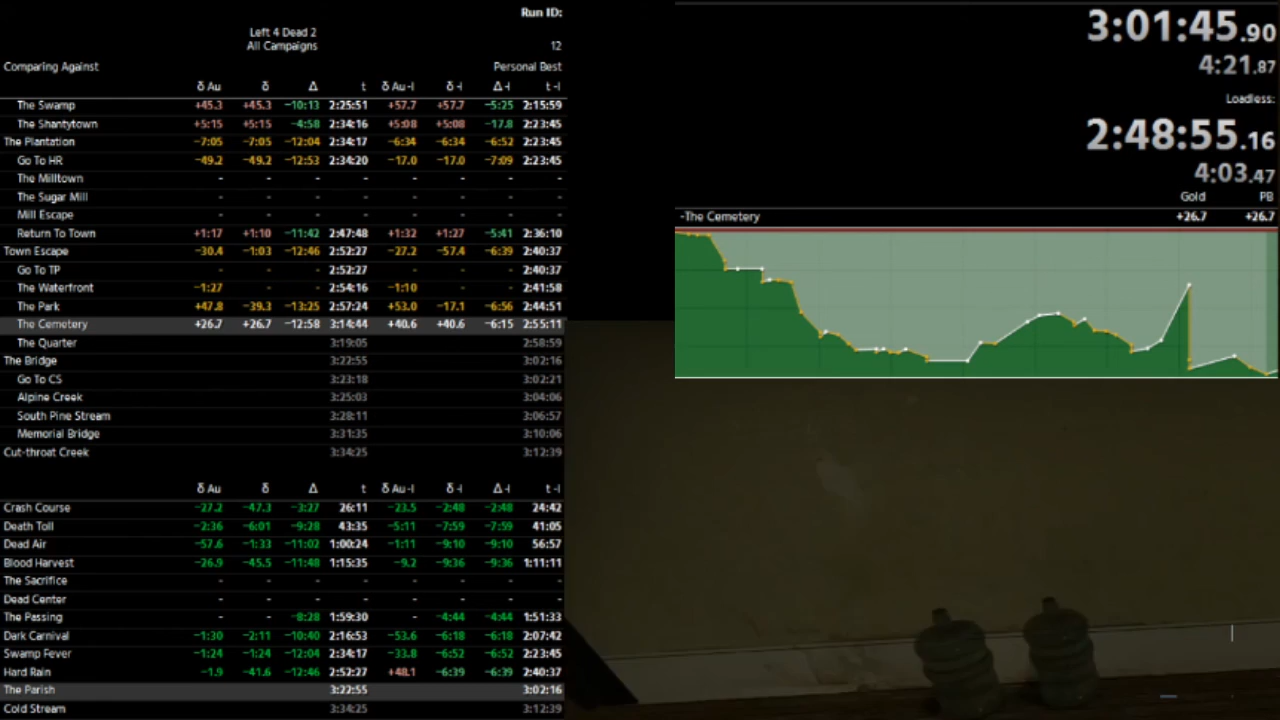 Run ID:
Left 4 Dead 2
All Campaigns 12
Comparing Against Personal Best
δ Au δ Δ t δ Au -l δ -l Δ -l t -l
The Swamp +45.3 +45.3 −10:13 2:25:51 +57.7 +57.7 −5:25 2:15:59
The Shantytown +5:15 +5:15 −4:58 2:34:16 +5:08 +5:08 −17.8 2:23:45
The Plantation −7:05 −7:05 −12:04 2:34:17 −6:34 −6:34 −6:52 2:23:45
Go To HR −49.2 −49.2 −12:53 2:34:20 −17.0 −17.0 −7:09 2:23:45
The Milltown - - - - - - - -
The Sugar Mill - - - - - - - -
Mill Escape - - - - - - - -
Return To Town +1:17 +1:10 −11:42 2:47:48 +1:32 +1:27 −5:41 2:36:10
Town Escape −30.4 −1:03 −12:46 2:52:27 −27.2 −57.4 −6:39 2:40:37
Go To TP - - - 2:52:27 - - - 2:40:37
The Waterfront −1:27 - - 2:54:16 −1:10 - - 2:41:58
The Park +47.8 −39.3 −13:25 2:57:24 +53.0 −17.1 −6:56 2:44:51
The Cemetery +26.7 +26.7 −12:58 3:14:44 +40.6 +40.6 −6:15 2:55:11
The Quarter 3:19:05 2:58:59
The Bridge 3:22:55 3:02:16
Go To CS 3:23:18 3:02:21
Alpine Creek 3:25:03 3:04:06
South Pine Stream 3:28:11 3:06:57
Memorial Bridge 3:31:35 3:10:06
Cut-throat Creek 3:34:25 3:12:39
δ Au δ Δ t δ Au -l δ -l Δ -l t -l
Crash Course −27.2 −47.3 −3:27 26:11 −23.5 −2:48 −2:48 24:42
Death Toll −2:36 −6:01 −9:28 43:35 −5:11 −7:59 −7:59 41:05
Dead Air −57.6 −1:33 −11:02 1:00:24 −1:11 −9:10 −9:10 56:57
Blood Harvest −26.9 −45.5 −11:48 1:15:35 −9.2 −9:36 −9:36 1:11:11
The Sacrifice - - - - - - - -
Dead Center - - - - - - - -
The Passing −8:28 1:59:30 −4:44 −4:44 1:51:33
Dark Carnival −1:30 −2:11 −10:40 2:16:53 −53.6 −6:18 −6:18 2:07:42
Swamp Fever −1:24 −1:24 −12:04 2:34:17 −33.8 −6:52 −6:52 2:23:45
Hard Rain −1.9 −41.6 −12:46 2:52:27 +48.1 −6:39 −6:39 2:40:37
The Parish 3:22:55 3:02:16
Cold Stream 3:34:25 3:12:39
3:01:45.90
4:21.87
Loadless:
2:48:55.16
4:03.47
Gold PB
-The Cemetery +26.7 +26.7